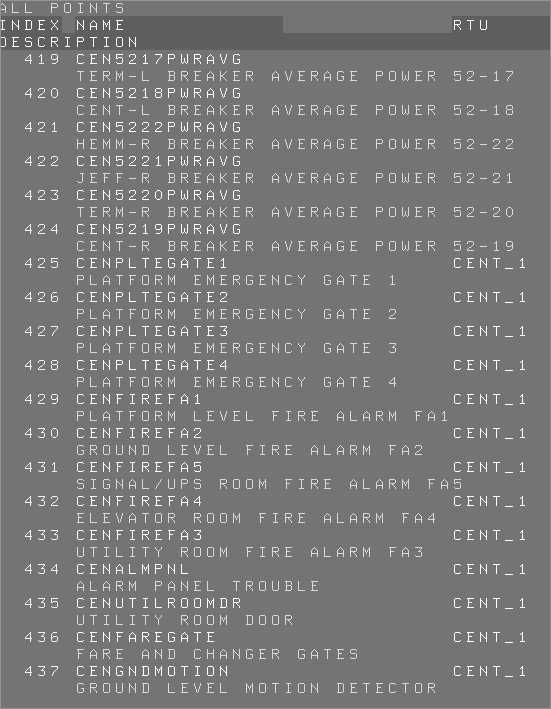 ALL POINTS
INDEX NAME RTU
DESCRIPTION
419 CEN5217PWRAVG
TERM-L BREAKER AVERAGE POWER 52-17
420 CEN5218PWRAVG
CENT-L BREAKER AVERAGE POWER 52-18
421 CEN5222PWRAVG
HEMM-R BREAKER AVERAGE POWER 52-22
422 CEN5221PWRAVG
JEFF-R BREAKER AVERAGE POWER 52-21
423 CEN5220PWRAVG
TERM-R BREAKER AVERAGE POWER 52-20
424 CEN5219PWRAVG
CENT-R BREAKER AVERAGE POWER 52-19
425 CENPLTEGATE1 CENT_1
PLATFORM EMERGENCY GATE 1
426 CENPLTEGATE2 CENT_1
PLATFORM EMERGENCY GATE 2
427 CENPLTEGATE3 CENT_1
PLATFORM EMERGENCY GATE 3
428 CENPLTEGATE4 CENT_1
PLATFORM EMERGENCY GATE 4
429 CENFIREFA1 CENT_1
PLATFORM LEVEL FIRE ALARM FA1
430 CENFIREFA2 CENT_1
GROUND LEVEL FIRE ALARM FA2
431 CENFIREFA5 CENT_1
SIGNAL/UPS ROOM FIRE ALARM FA5
432 CENFIREFA4 CENT_1
ELEVATOR ROOM FIRE ALARM FA4
433 CENFIREFA3 CENT_1
UTILITY ROOM FIRE ALARM FA3
434 CENALMPNL CENT_1
ALARM PANEL TROUBLE
435 CENUTILROOMDR CENT_1
UTILITY ROOM DOOR
436 CENFAREGATE CENT_1
FARE AND CHANGER GATES
437 CENGNDMOTION CENT_1
GROUND LEVEL MOTION DETECTOR